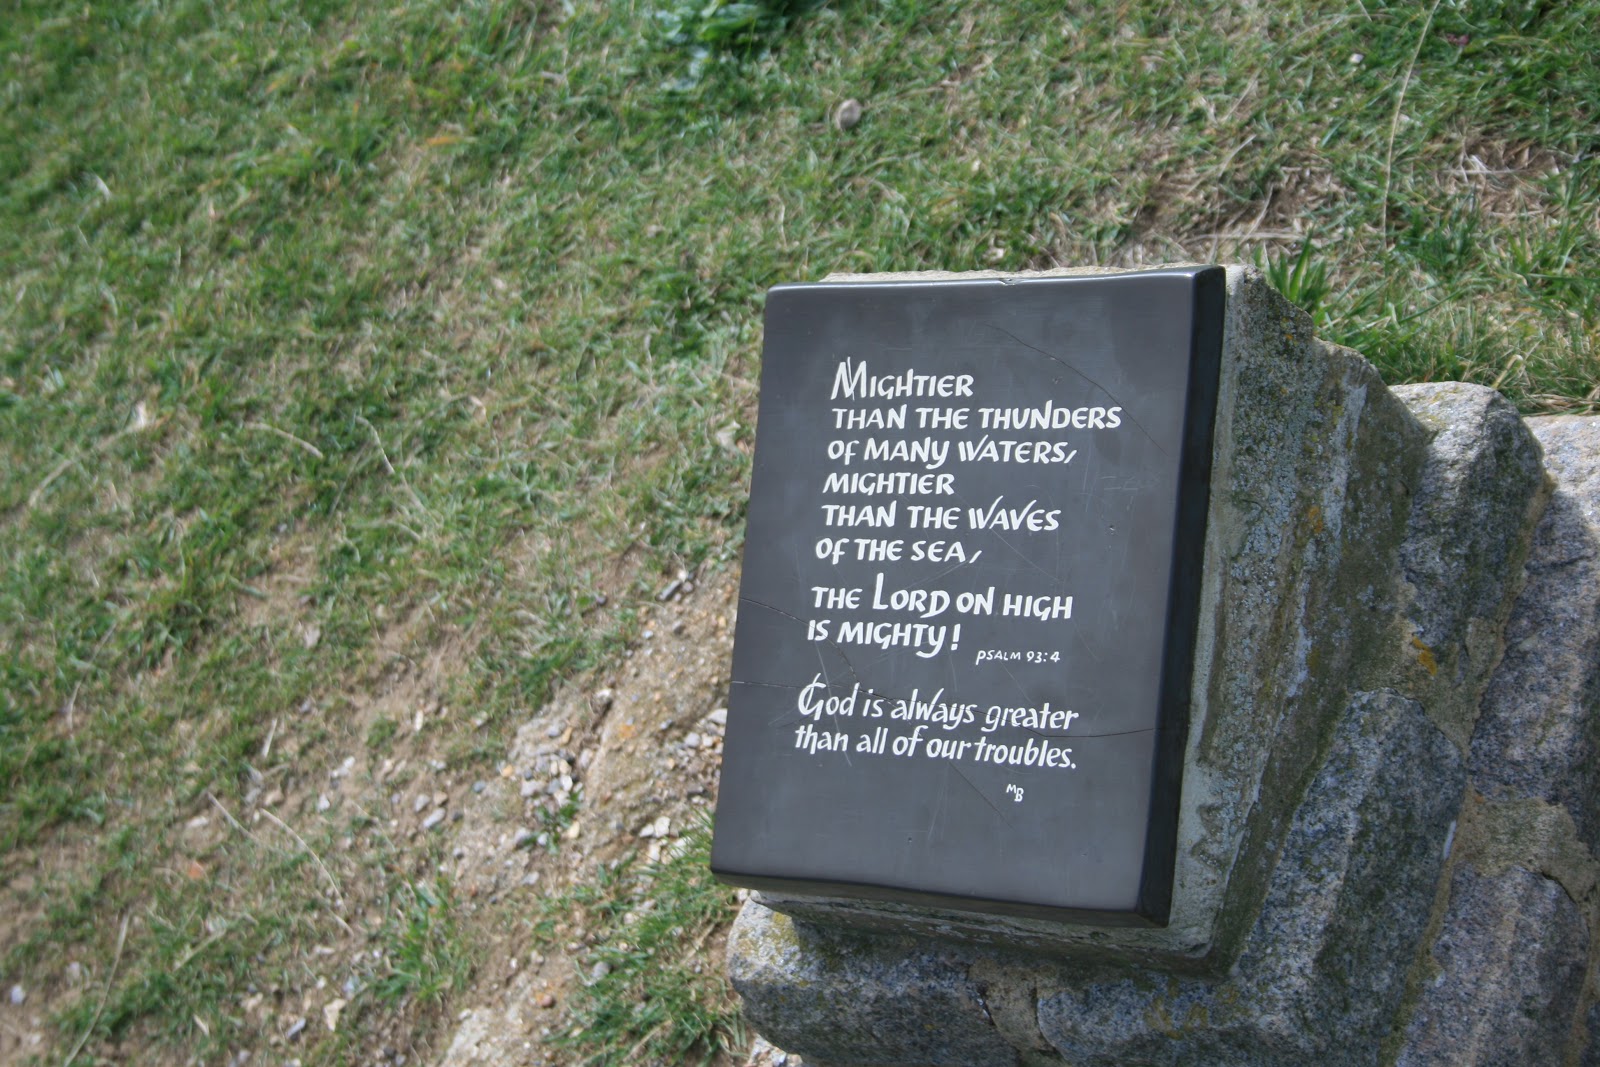 Mightier
than the thunders
of many waters,
mightier
than the waves
of the sea,
the Lord on high
is mighty!
Psalm 93:4
God is always greater
than all of our troubles.
MB